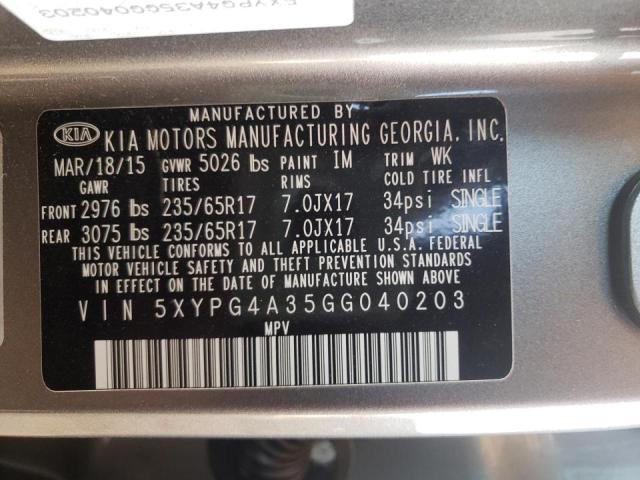 5XYPG4A35GG040203
MANUFACTURED BY
KIA KIA MOTORS MANUFACTURING GEORGIA, INC.
MAR/18/15 GVWR 5026 lbs PAINT IM TRIM WK
GAWR TIRES RIMS COLD TIRE INFL
FRONT 2976 lbs 235/65R17 7.0JX17 34psi SINGLE
REAR 3075 lbs 235/65R17 7.0JX17 34psi SINGLE
THIS VEHICLE CONFORMS TO ALL APPLICABLE U.S.A. FEDERAL
MOTOR VEHICLE SAFETY AND THEFT PREVENTION STANDARDS
IN EFFECT ON THE DATE OF MANUFACTURE SHOWN ABOVE.
VIN 5XYPG4A35GG040203
MPV